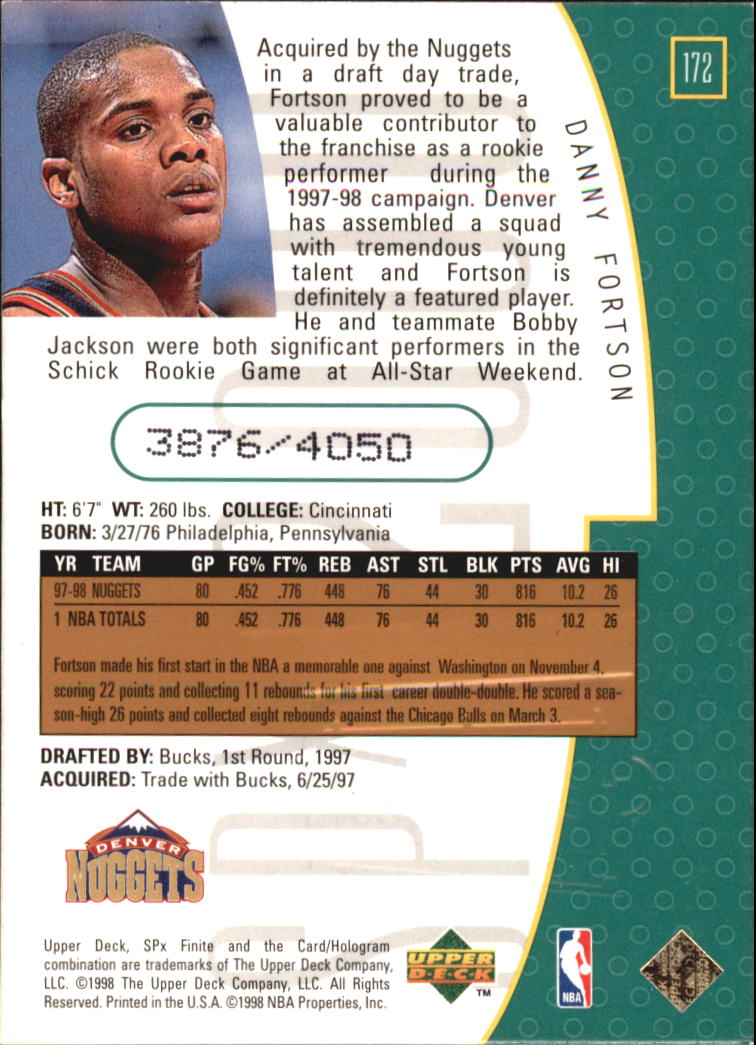 172
Acquired by the Nuggets
in a draft day trade,
Fortson proved to be a
valuable contributor to
the franchise as a rookie
performer during the
1997-98 campaign. Denver
has assembled a squad
with tremendous young
talent and Fortson is
definitely a featured player.
He and teammate Bobby
Jackson were both significant performers in the
Schick Rookie Game at All-Star Weekend.
DANNY FORTSON
3876/4050
HT: 6'7" WT: 260 lbs. COLLEGE: Cincinnati
BORN: 3/27/76 Philadelphia, Pennsylvania
YR TEAM GP FG% FT% REB AST STL BLK PTS AVG HI
97-98 NUGGETS 80 .452 .776 448 76 44 30 816 10.2 26
1 NBA TOTALS 80 .452 .776 448 76 44 30 816 10.2 26
Fortson made his first start in the NBA a memorable one against Washington on November 4,
scoring 22 points and collecting 11 rebounds for his first career double-double. He scored a sea-
son-high 26 points and collected eight rebounds against the Chicago Bulls on March 3.
DRAFTED BY: Bucks, 1st Round, 1997
ACQUIRED: Trade with Bucks, 6/25/97
DENVER
NUGGETS
Upper Deck, SPx Finite and the Card/Hologram
combination are trademarks of The Upper Deck Company,
LLC. ©1998 The Upper Deck Company, LLC. All Rights
Reserved. Printed in the U.S.A. ©1998 NBA Properties, Inc.
UPPER
DECK
TM
NBA